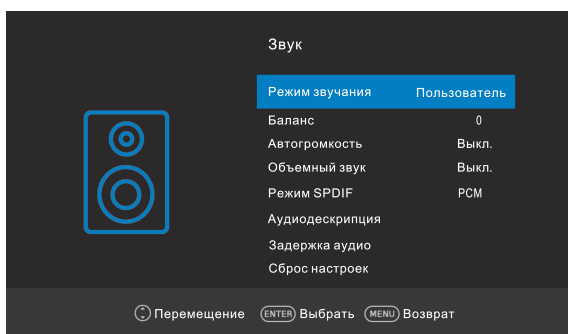 Звук
Режим звучания Пользователь
Баланс 0
Автогромкость Выкл.
Объемный звук Выкл.
Режим SPDIF PCM
Аудиодескрипция
Задержка аудио
Сброс настроек
Перемещение ENTER Выбрать MENU Возврат